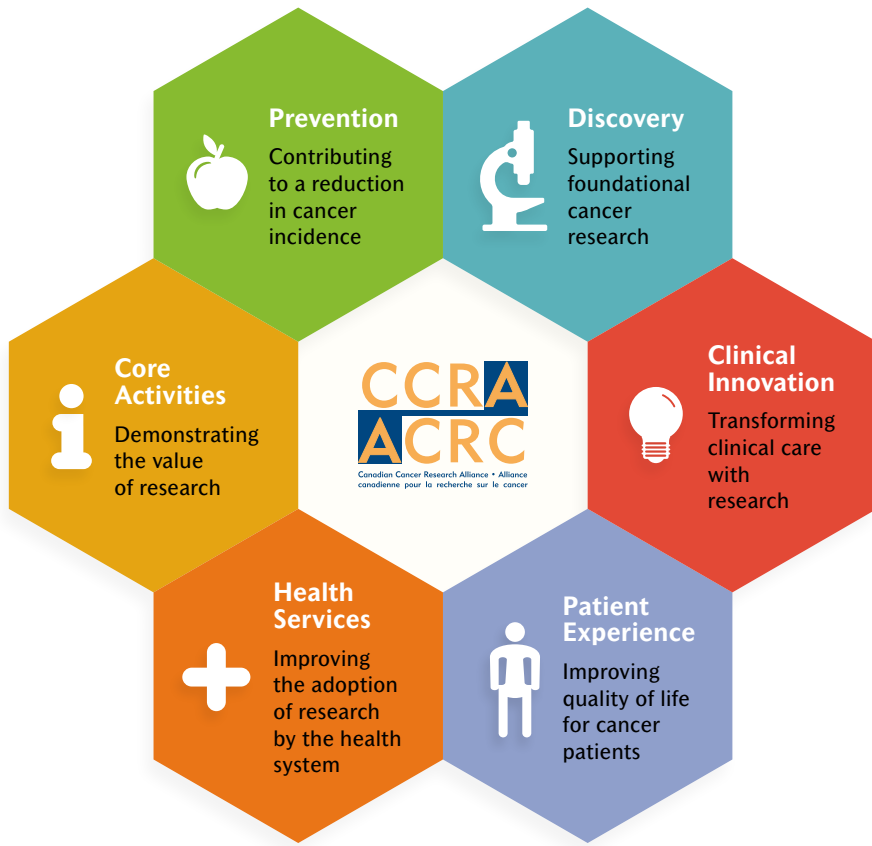 Prevention
Contributing
to a reduction
in cancer
incidence
Discovery
Supporting
foundational
cancer
research
Core
Activities
Demonstrating
the value
of research
CCRA
ACRC
Canadian Cancer Research Alliance • Alliance
canadienne pour la recherche sur le cancer
Clinical
Innovation
Transforming
clinical care
with
research
Health
Services
Improving
the adoption
of research
by the health
system
Patient
Experience
Improving
quality of life
for cancer
patients